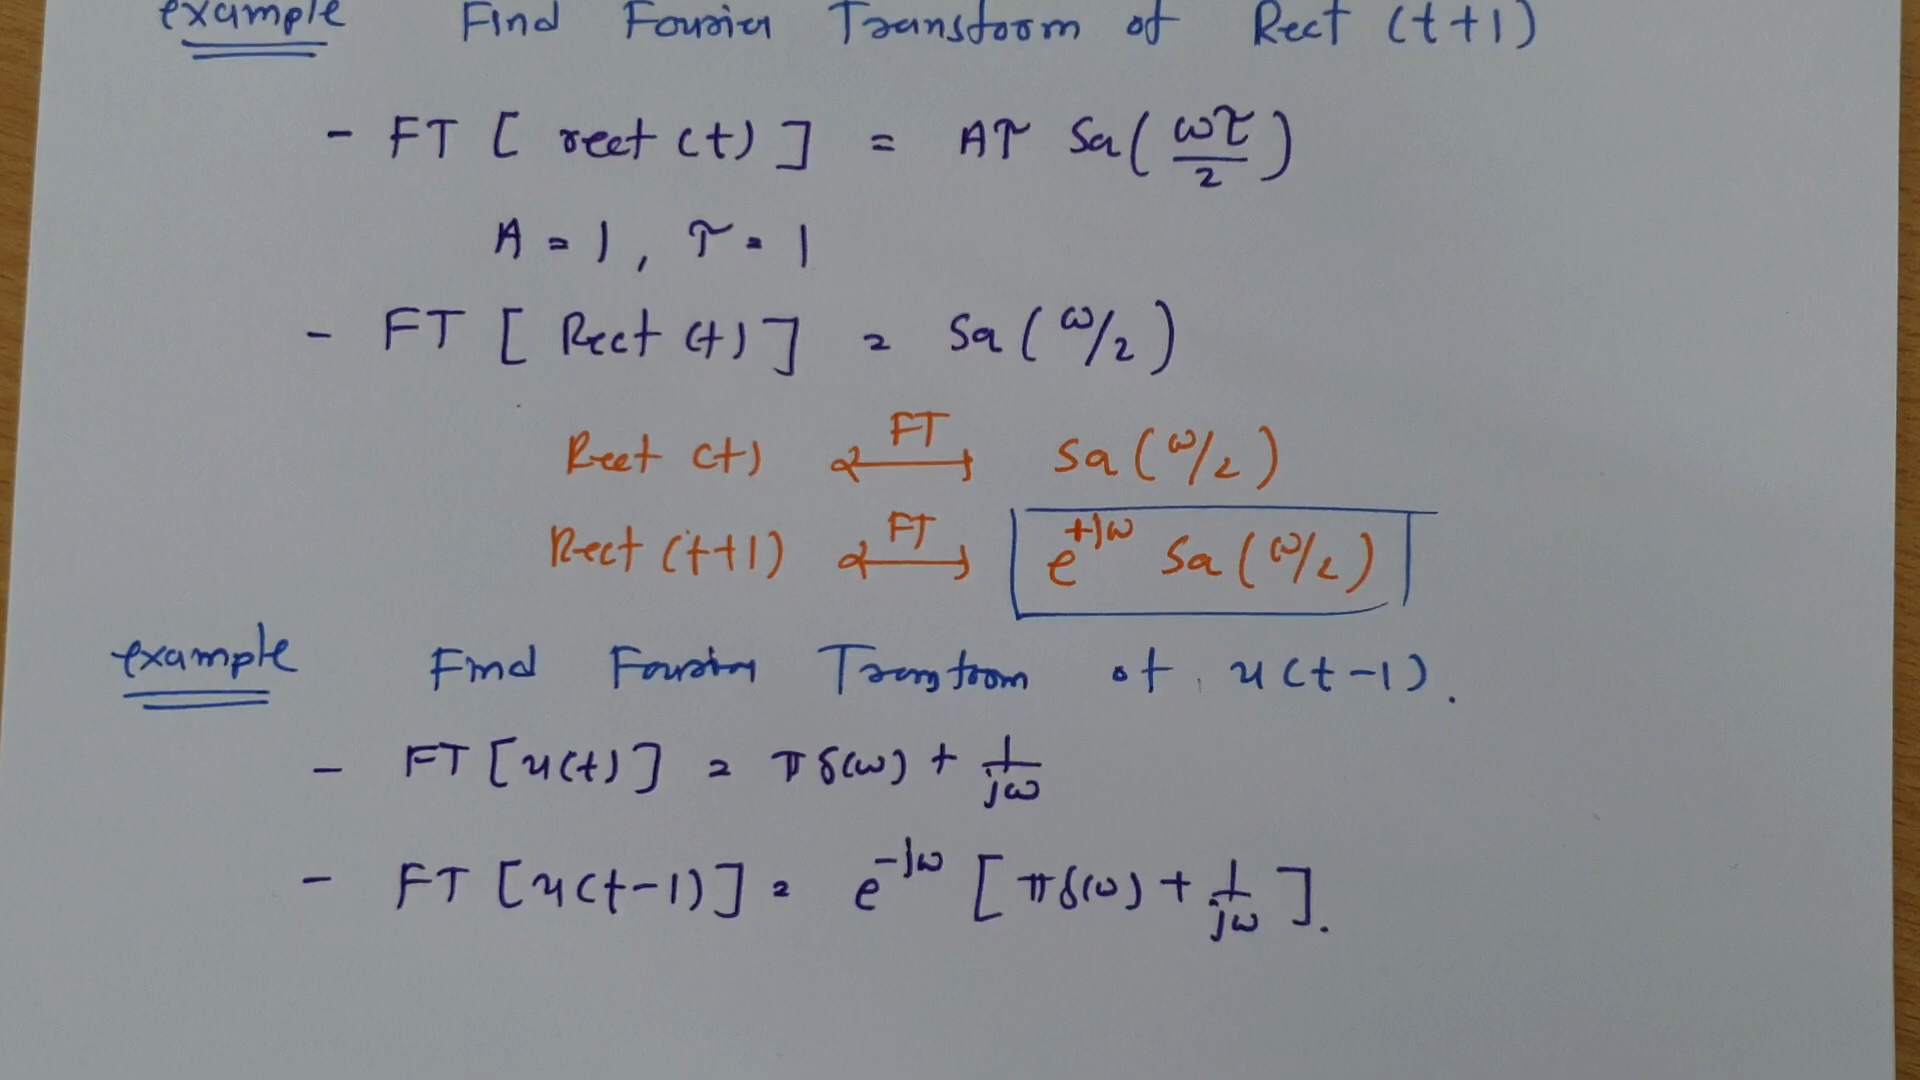 example Find Fourier Transform of Rect (t+1)
- FT [ rect (t) ] = Aτ Sa( ωτ/2 )
A = 1, τ = 1
- FT [ Rect (t) ] = Sa ( ω/2 )
Rect (t) ←FT→ Sa ( ω/2 )
Rect (t+1) ←FT→ e^{+jω} Sa ( ω/2 )
example Find Fourier Transform of u(t-1).
- FT [u(t)] = π δ(ω) + 1/jω
- FT [u(t-1)] = e^{-jω} [ π δ(ω) + 1/jω ].